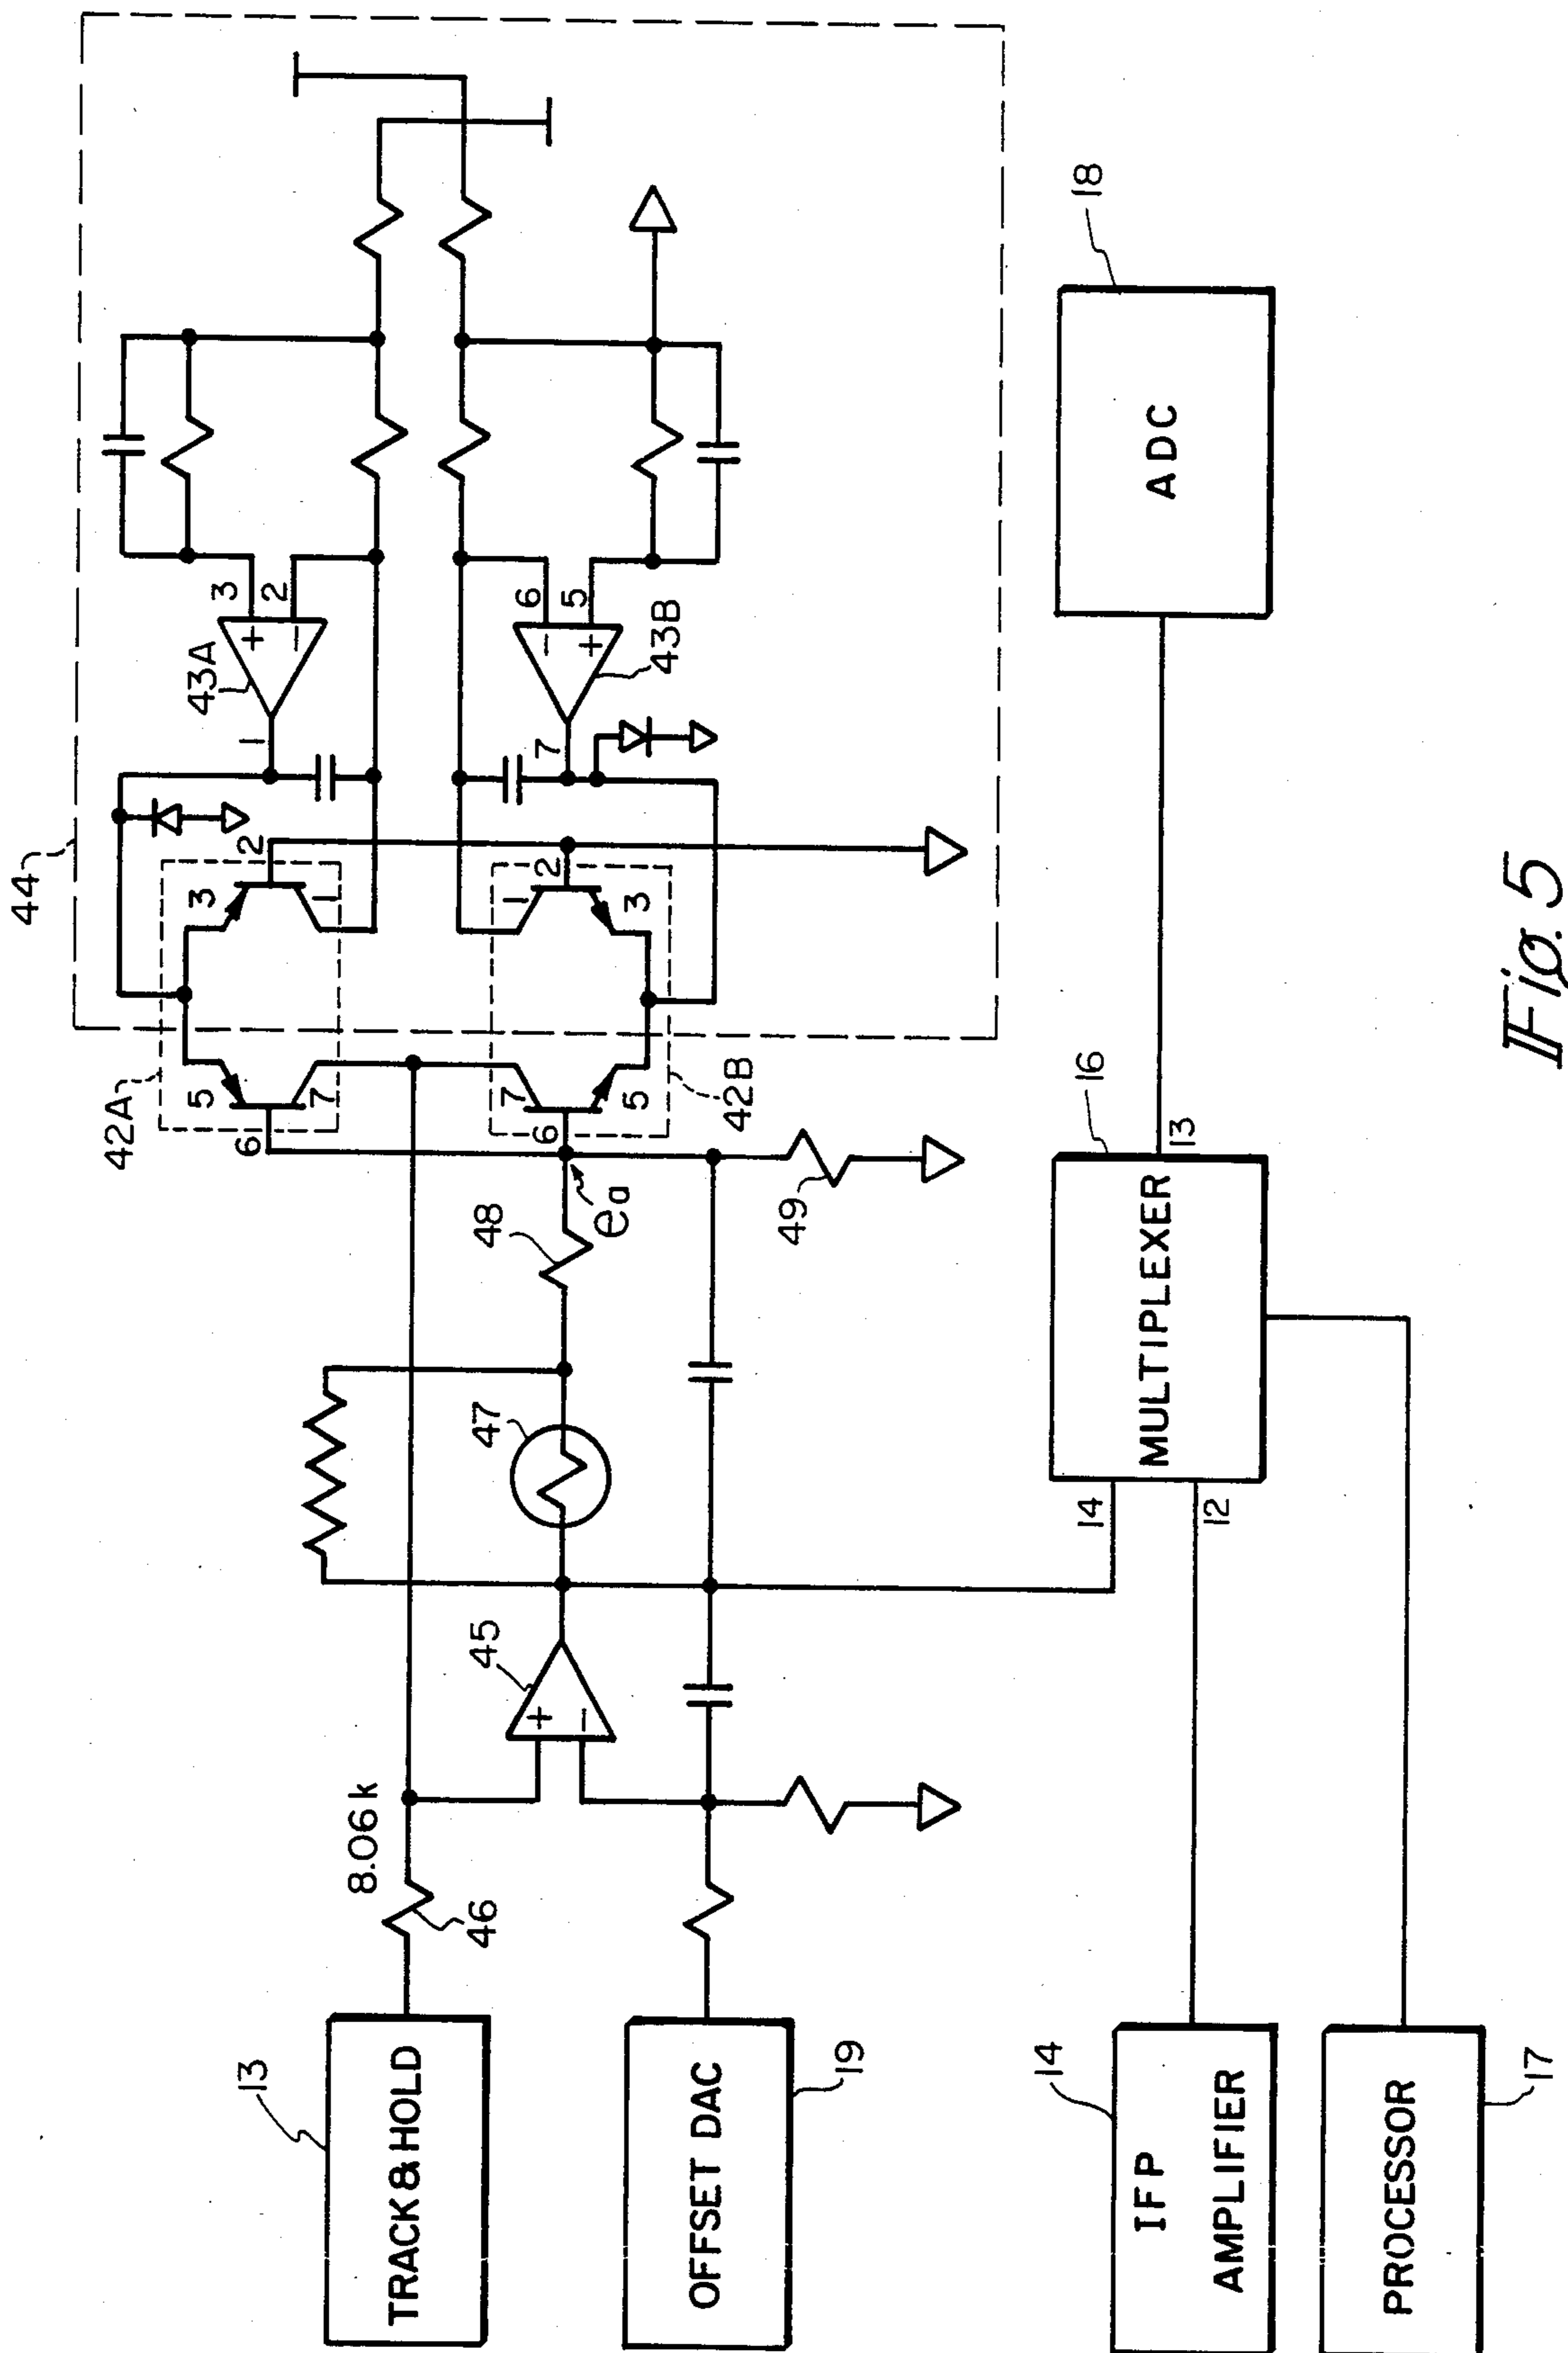 44
43A
3
2
+
−
1
42A
3
2
1
5
6
7
43B
6
5
−
+
7
42B
1
2
3
7
6
5
ea
49
48
47
45
+
−
8.06k
46
13
TRACK & HOLD
19
OFFSET DAC
18
ADC
16
13
MULTIPLEXER
14
12
14
IFP
AMPLIFIER
17
PROCESSOR
Fig. 5